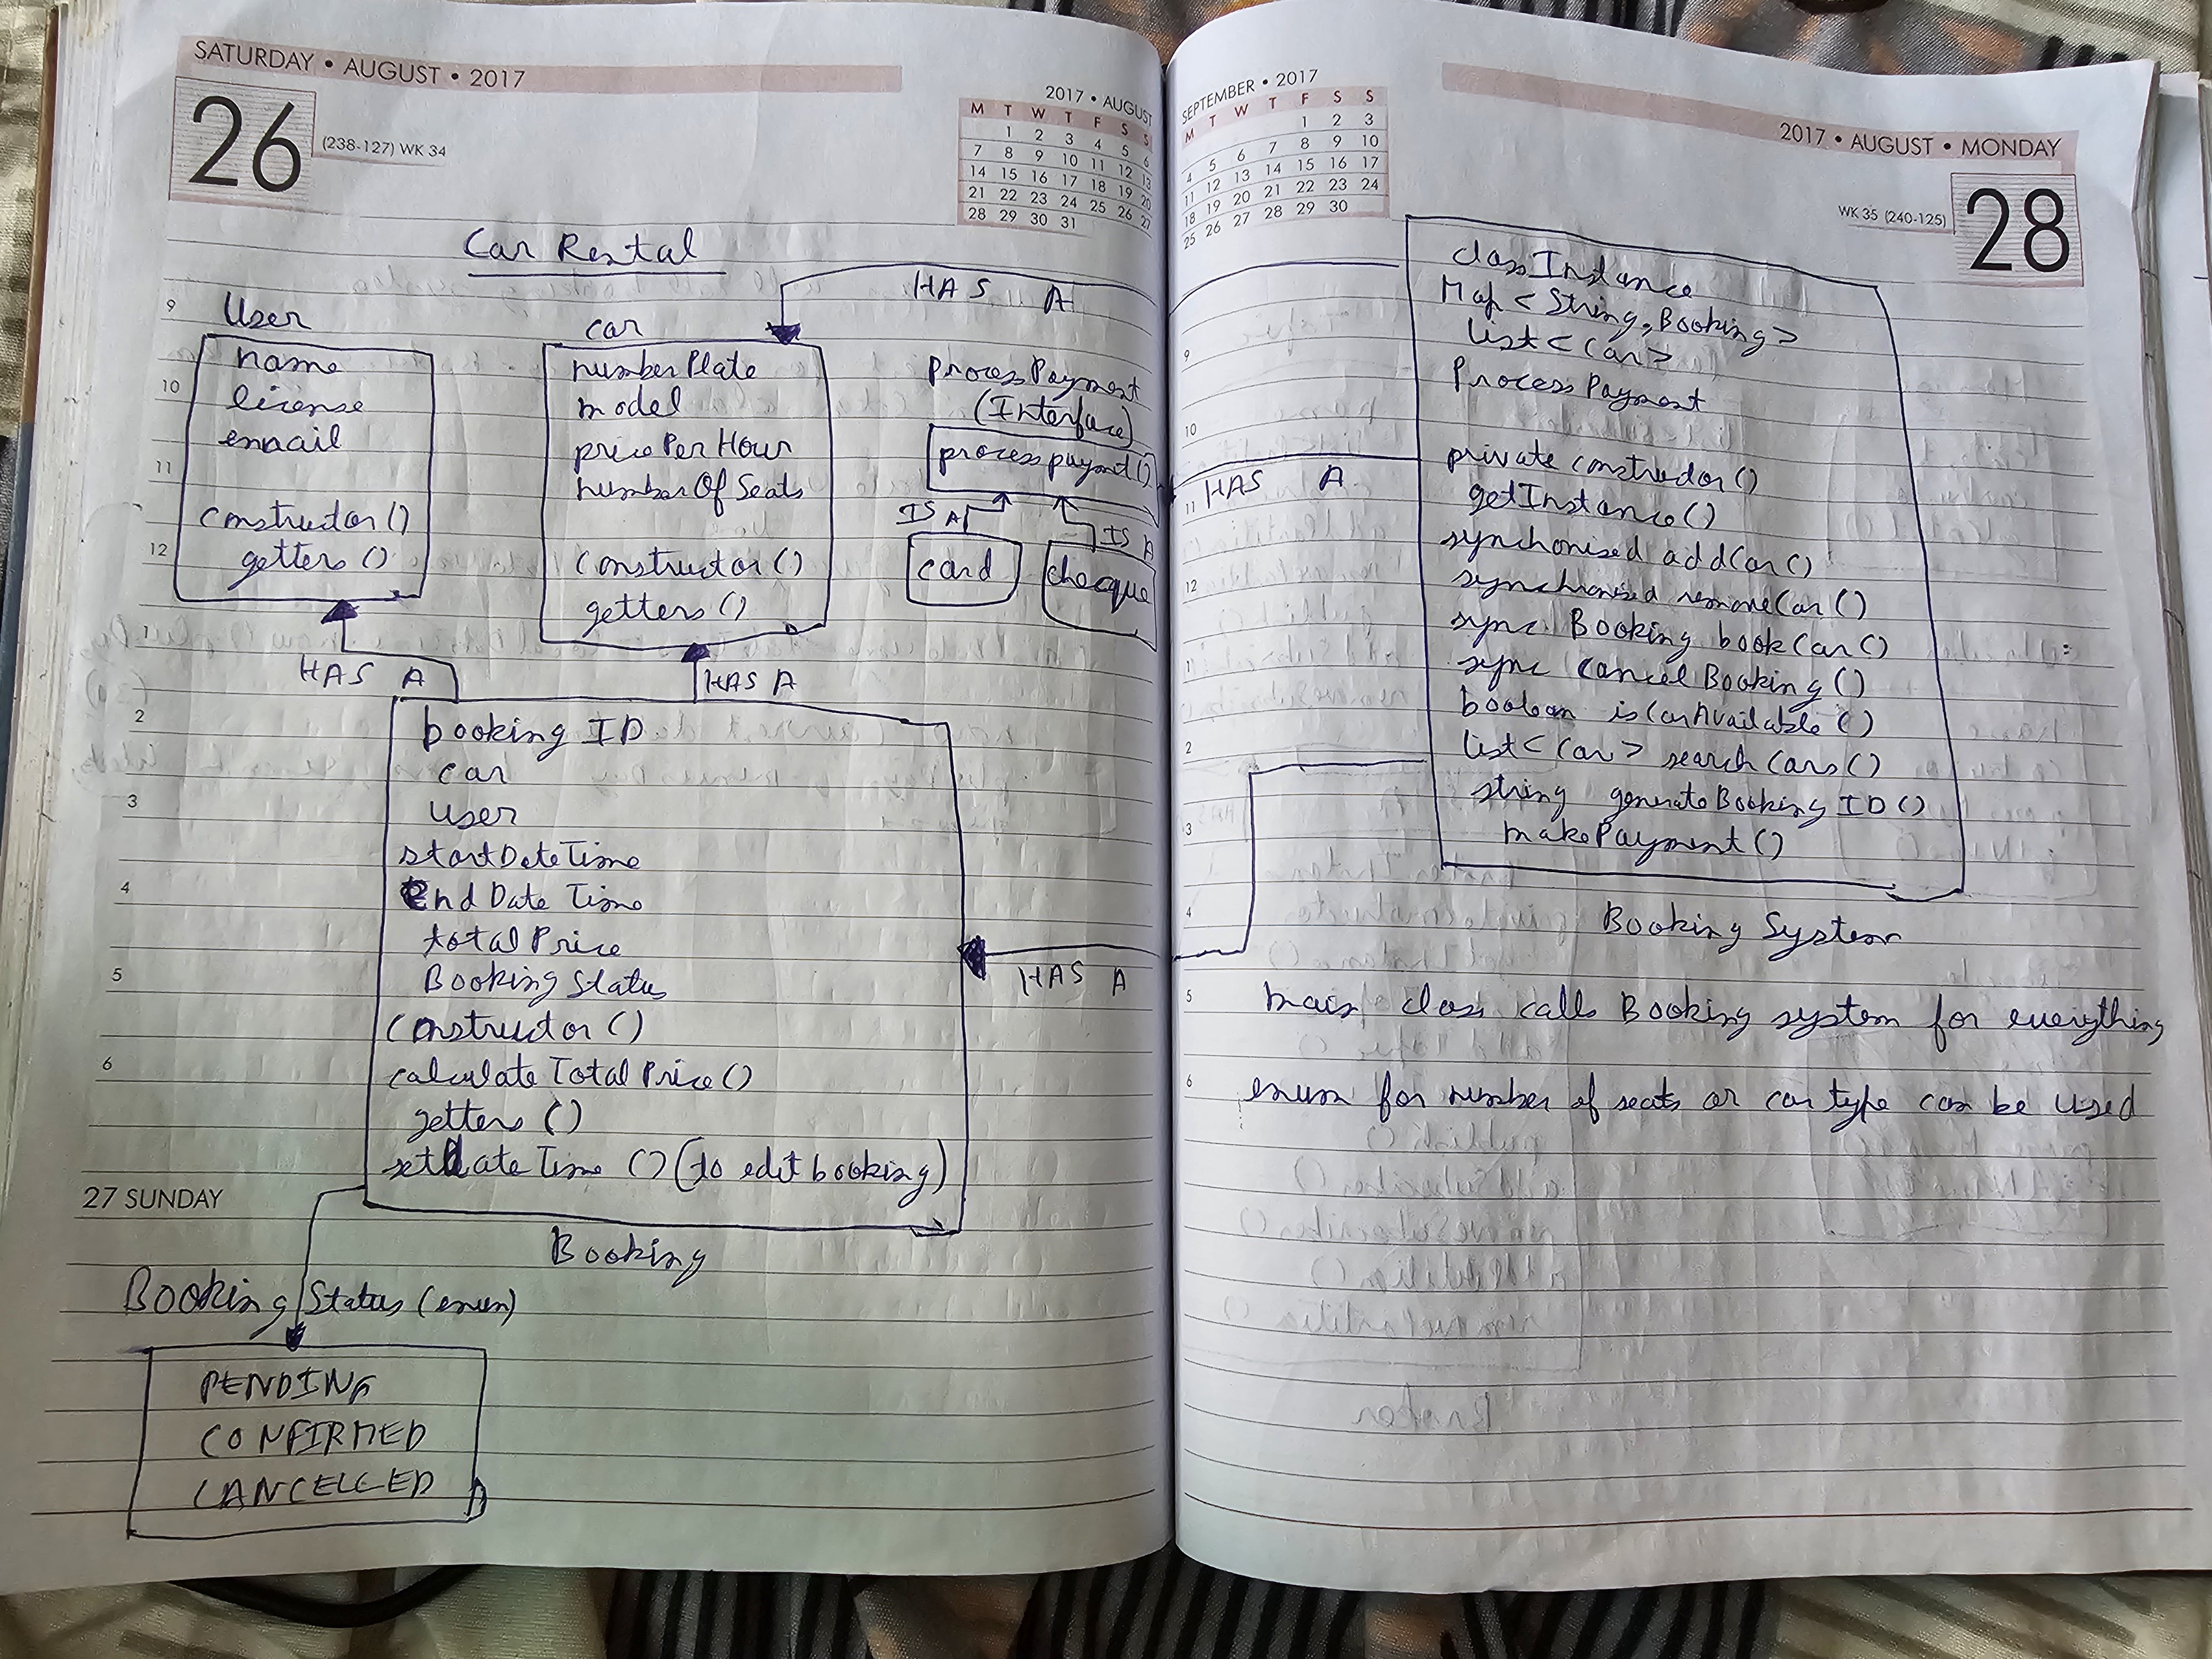 SATURDAY • AUGUST • 2017
26
(238-127) WK 34
2017 • AUGUST
M T W T F S S
1 2 3 4 5 6
7 8 9 10 11 12 13
14 15 16 17 18 19 20
21 22 23 24 25 26 27
28 29 30 31
Car Rental
HAS A
9
User
name
10
license
email
11
constructor()
12
getters()
1
HAS A
car
numberPlate
model
pricePerHour
numberOfSeats
constructor()
getters()
HAS A
ProcessPayment
(Interface)
processpayment()
IS A
IS A
card
cheque
2
bookingID
car
3
User
startDateTime
4
endDateTime
totalPrice
5
BookingStatus
Constructor()
6
calculateTotalPrice()
getters()
setDateTime() (to edit booking)
HAS A
27 SUNDAY
Booking
Booking Status (enum)
PENDING
CONFIRMED
CANCELLED
SEPTEMBER • 2017
M T W T F S S
1 2 3
4 5 6 7 8 9 10
11 12 13 14 15 16 17
18 19 20 21 22 23 24
25 26 27 28 29 30
2017 • AUGUST • MONDAY
28
WK 35 (240-125)
classInstance
Map<String,Booking>
9
List<Car>
ProcessPayment
10
private constructor()
11
HAS A
getInstance()
synchonised addCar()
12
synchronised removeCar()
sync Booking bookCar()
1
sync CancelBooking()
boolean isCarAvailable()
2
list<Car> searchCars()
string generateBookingID()
3
makePayment()
4
Booking System
5
main class calls Booking system for everything
6
enum for number of seats or car type can be used